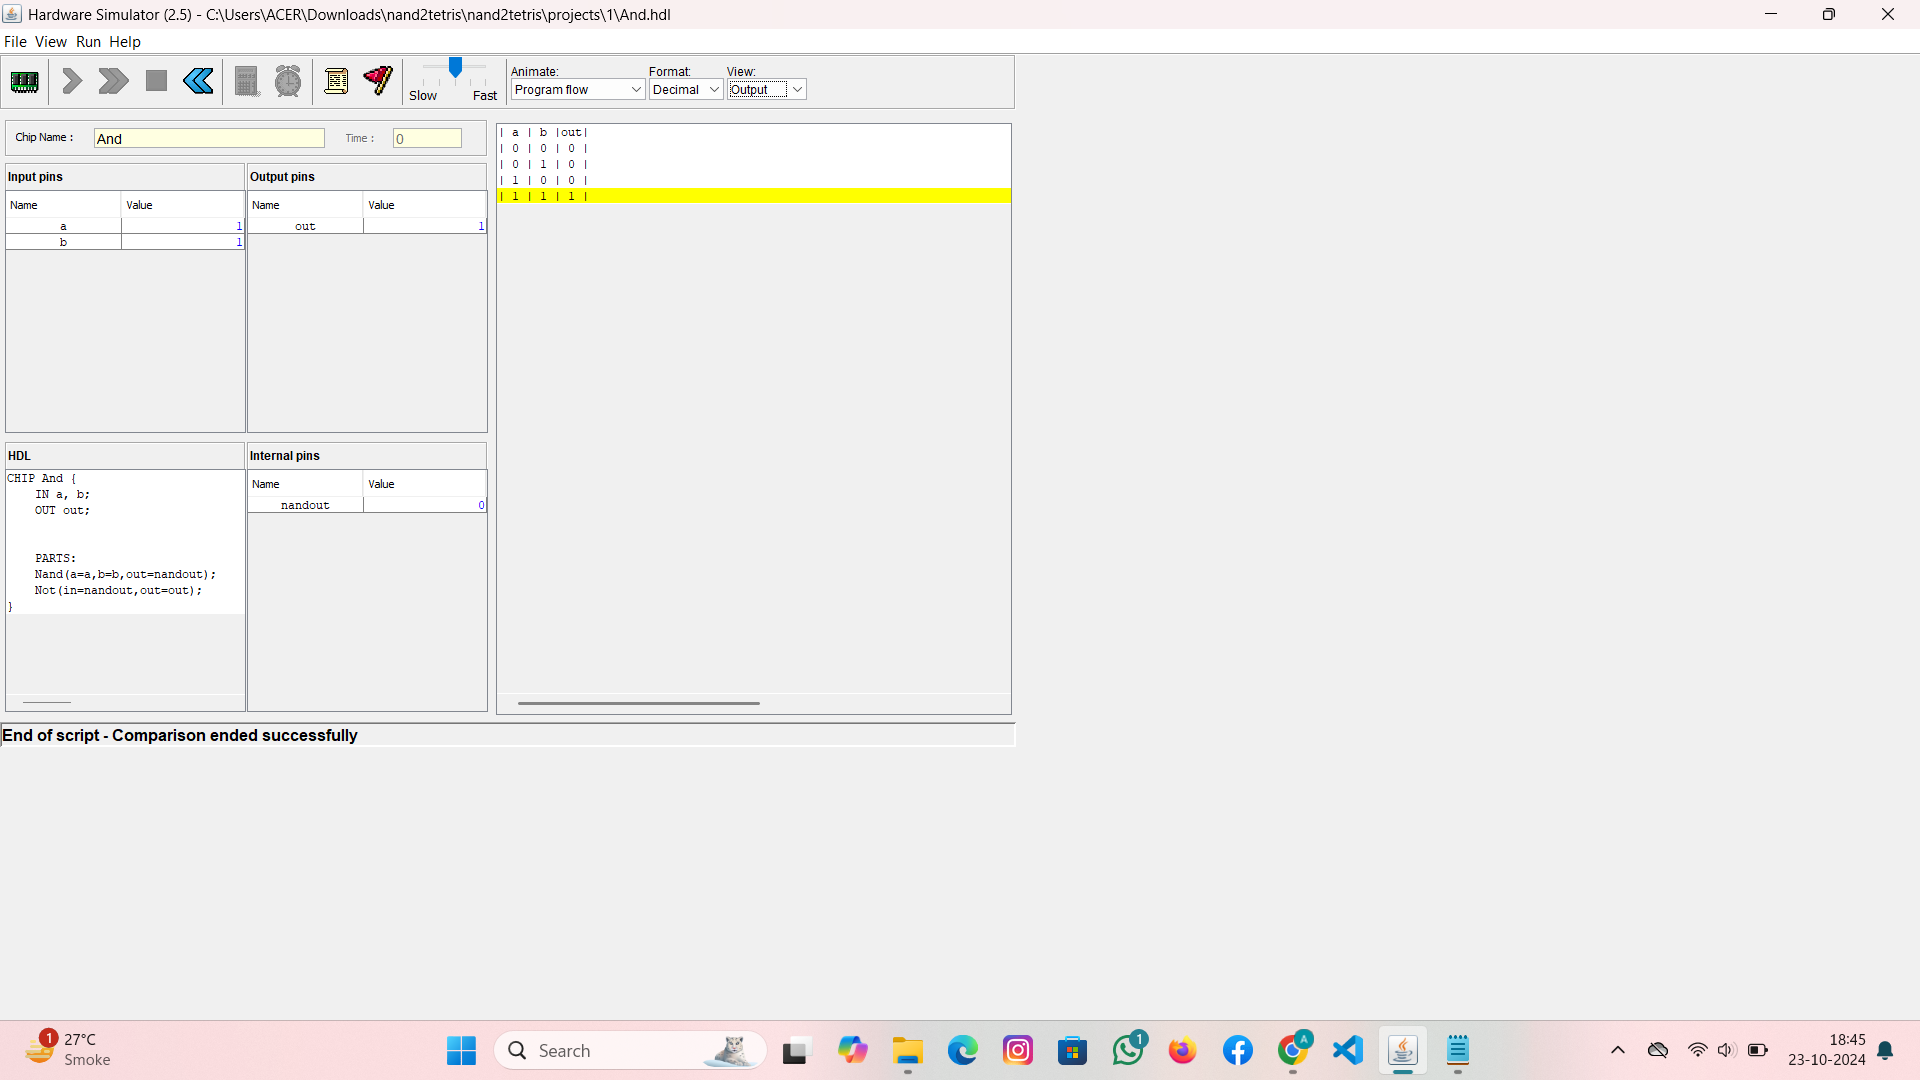 Hardware Simulator (2.5) - C:\Users\ACER\Downloads\nand2tetris\nand2tetris\projects\1\And.hdl
File View Run Help
Slow Fast
Animate: Format: View:
Program flow Decimal Output
Chip Name : And Time : 0
Input pins
Name Value
a 1
b 1
Output pins
Name Value
out 1
| a | b |out|
| 0 | 0 | 0 |
| 0 | 1 | 0 |
| 1 | 0 | 0 |
| 1 | 1 | 1 |
HDL
CHIP And {
IN a, b;
OUT out;
PARTS:
Nand(a=a,b=b,out=nandout);
Not(in=nandout,out=out);
}
Internal pins
Name Value
nandout 0
End of script - Comparison ended successfully
1
27°C
Smoke
Search
1
A
18:45
23-10-2024